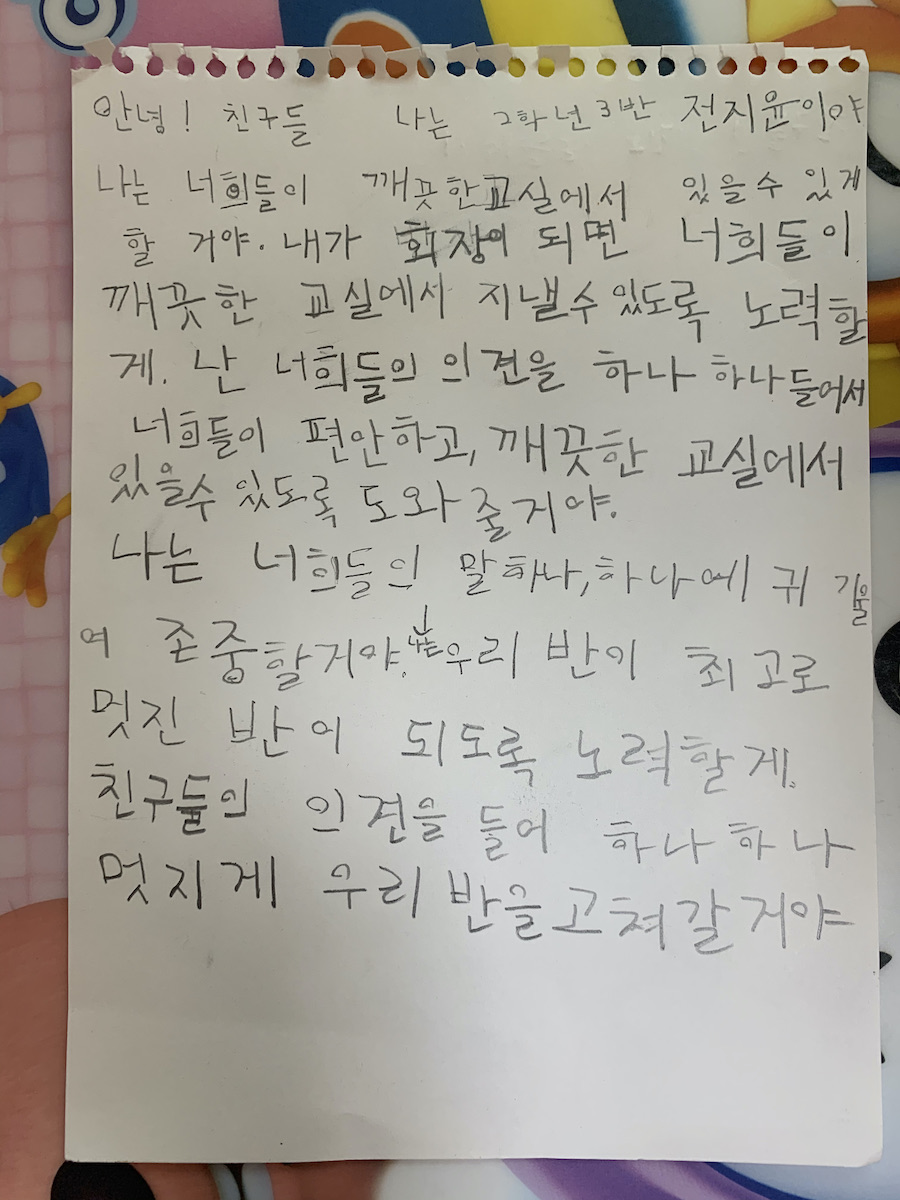 안녕! 친구들 나는 2학년 3반 전지윤이야
나는 너희들이 깨끗한 교실에서 있을수 있게
할 거야. 내가 회장이 되면 너희들이
깨끗한 교실에서 지낼수 있도록 노력할
게. 난 너희들의 의견을 하나 하나 들어서
너희들이 편안하고, 깨끗한 교실에서
있을수 있도록 도와 줄거야.
나는 너희들의 말 하나, 하나에 귀 기울
여 존중할거야. 나는 우리 반이 최고로
멋진 반이 되도록 노력할게.
친구들의 의견을 들어 하나 하나
멋지게 우리 반을 고쳐갈거야